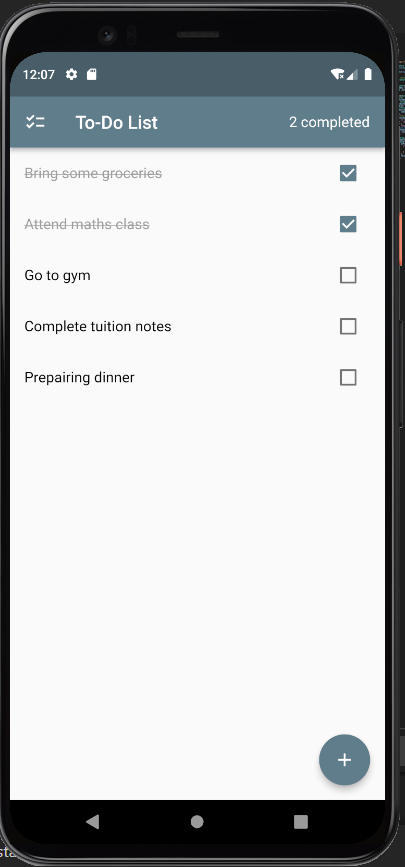 12:07
To-Do List 2 completed
Bring some groceries
Attend maths class
Go to gym
Complete tuition notes
Prepairing dinner